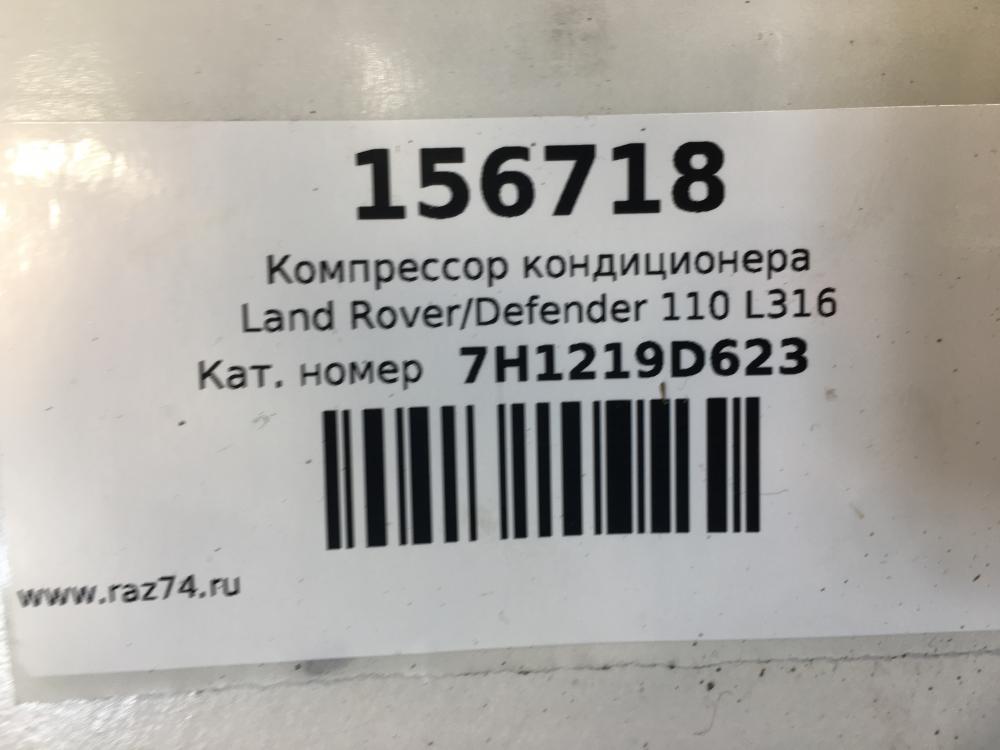 156718
Компрессор кондиционера
Land Rover/Defender 110 L316
Кат. номер 7H1219D623
www.raz74.ru